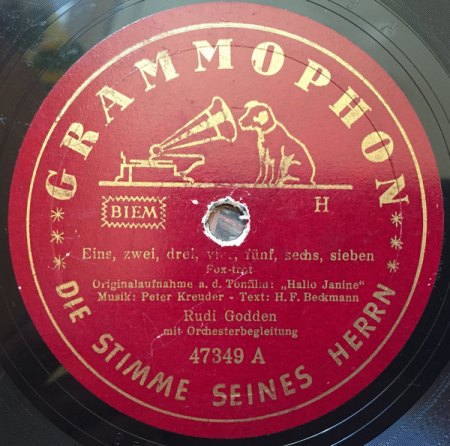 GRAMMOPHON
BIEM
H
Eins, zwei, drei, vier, fünf, sechs, sieben
Fox-trot
Originalaufnahme a. d. Tonfilm: „Hallo Janine“
Musik: Peter Kreuder - Text: H. F. Beckmann
Rudi Godden
mit Orchesterbegleitung
47349 A
DIE STIMME SEINES HERRN